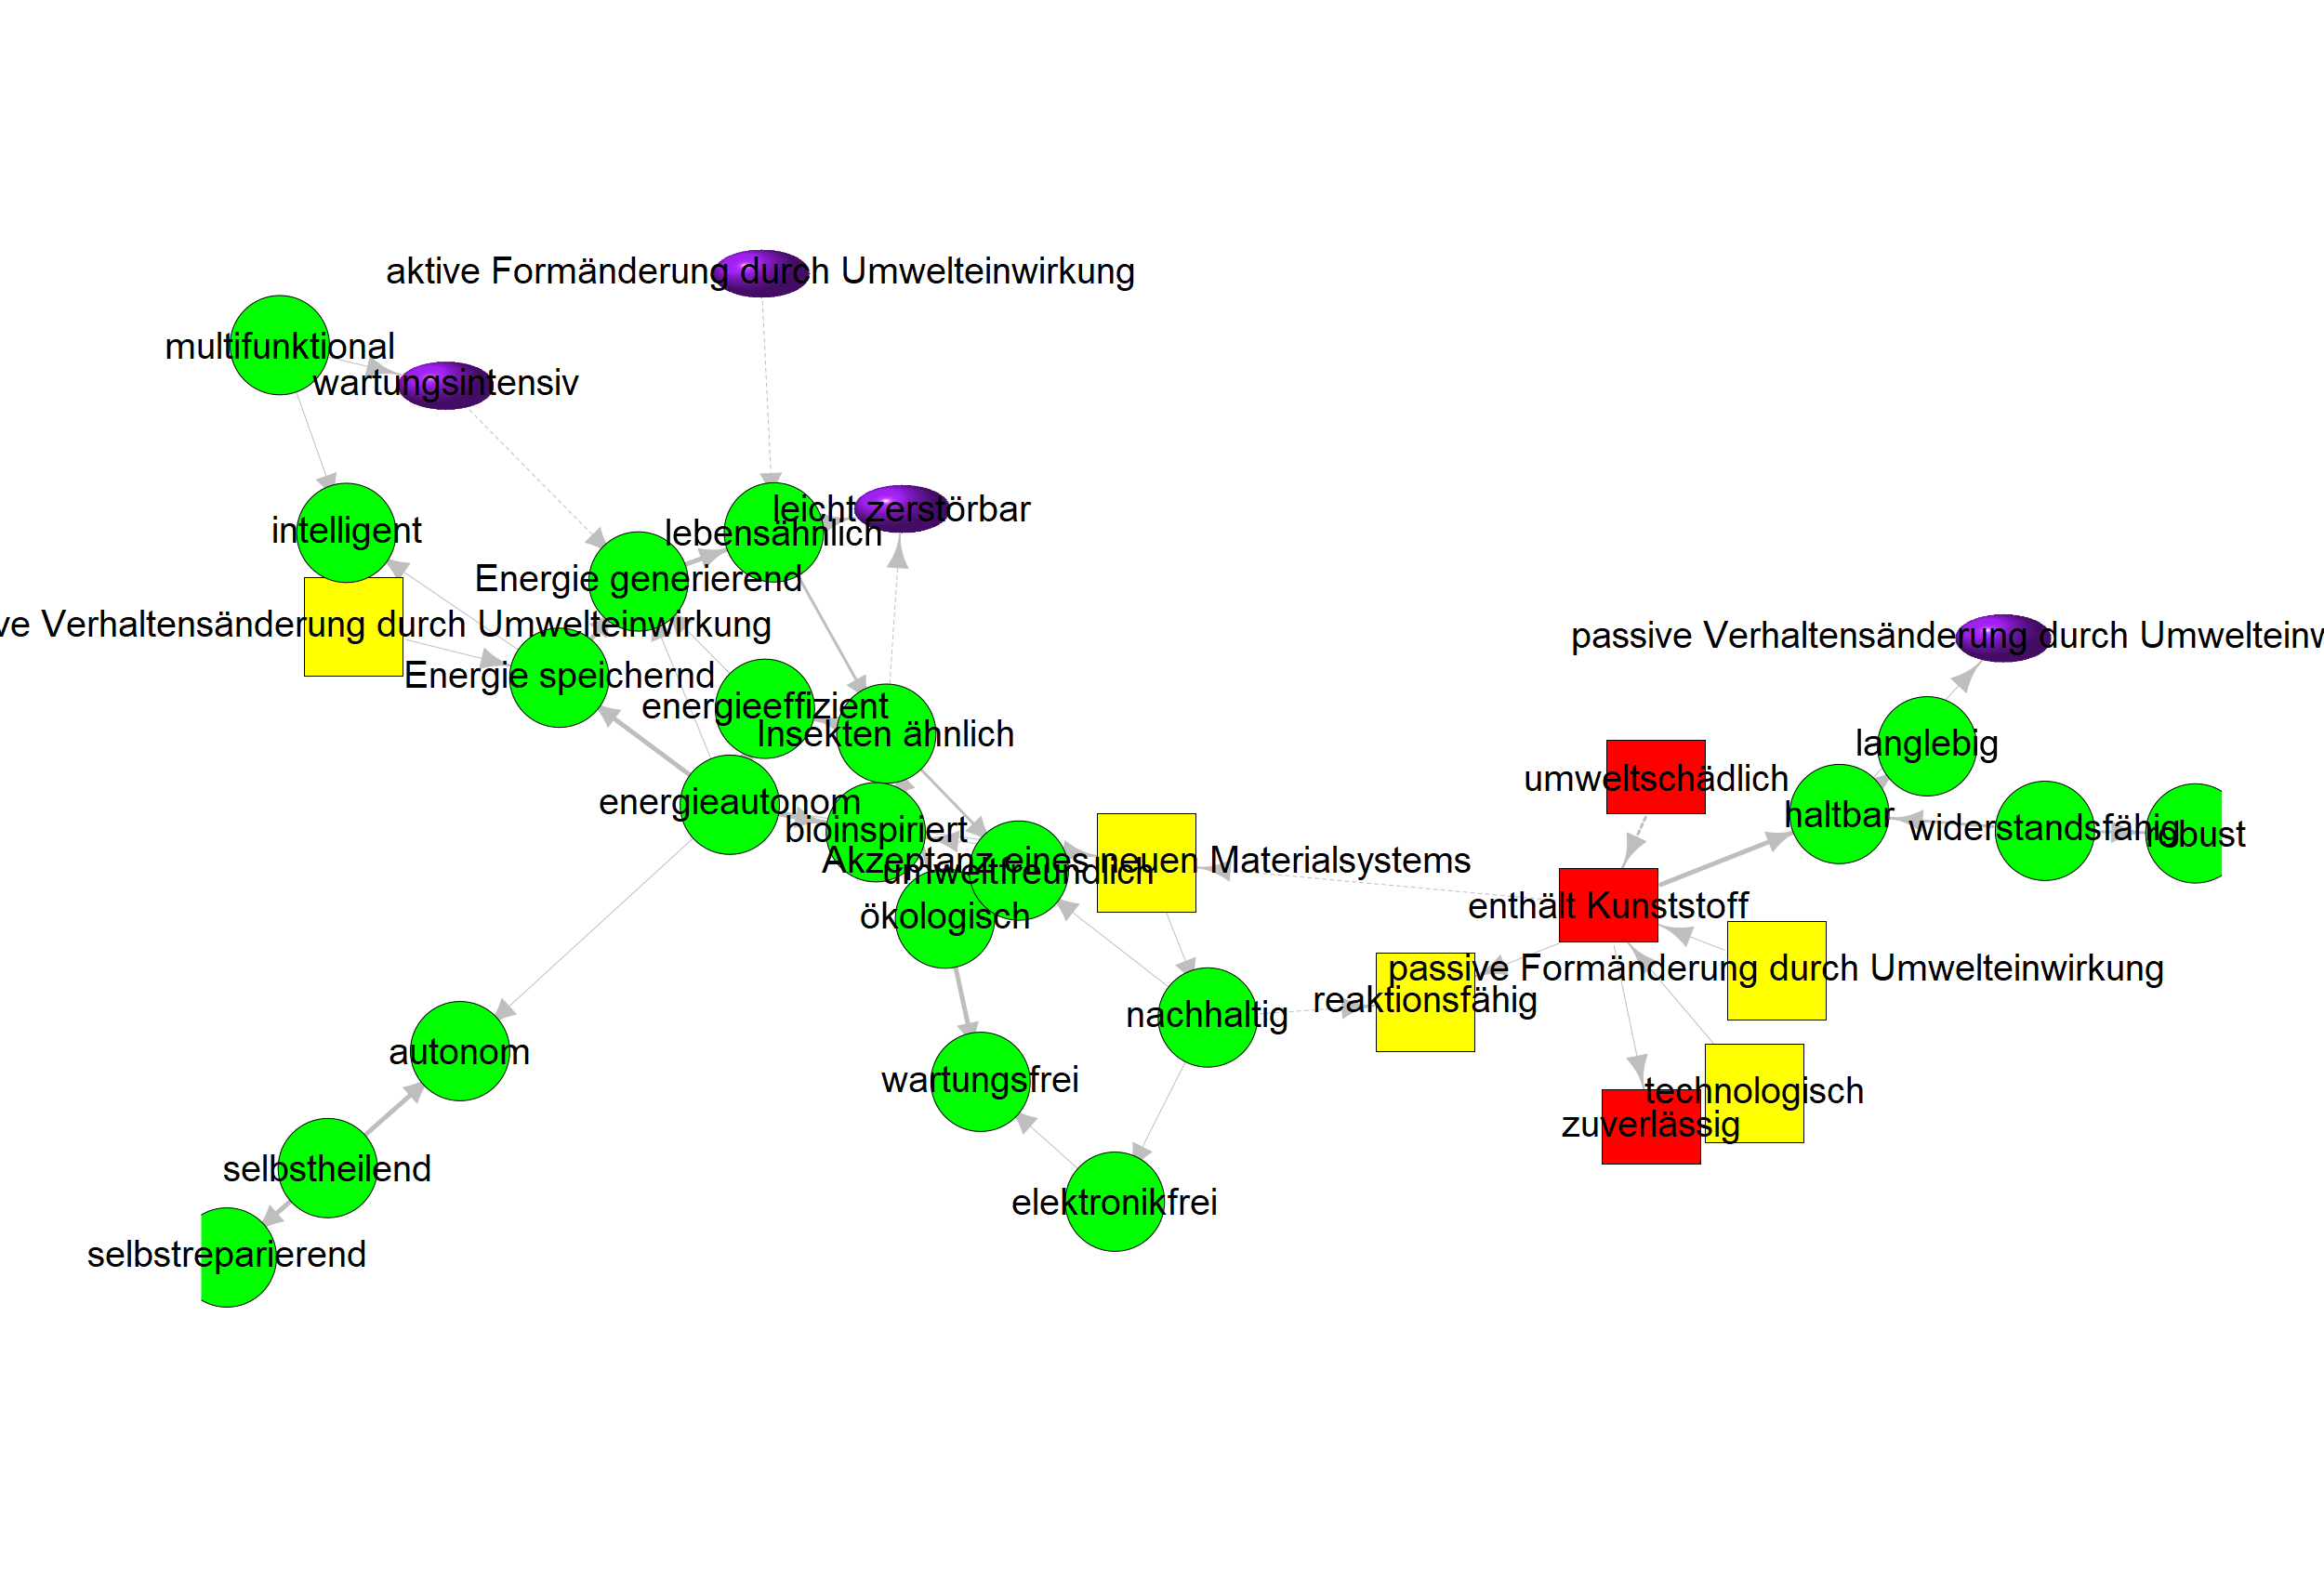 aktive Formänderung durch Umwelteinwirkung
multifunktional
wartungsintensiv
leicht zerstörbar
intelligent
lebensähnlich
Energie generierend
ve Verhaltensänderung durch Umwelteinwirkung
passive Verhaltensänderung durch Umweltein
Energie speichernd
energieeffizient
Insekten ähnlich
langlebig
umweltschädlich
energieautonom
haltbar
bioinspiriert
widerstandsfähig
robust
Akzeptanz eines neuen Materialsystems
umweltfreundlich
enthält Kunststoff
ökologisch
passive Formänderung durch Umwelteinwirkung
reaktionsfähig
nachhaltig
autonom
wartungsfrei
technologisch
zuverlässig
selbstheilend
elektronikfrei
selbstreparierend